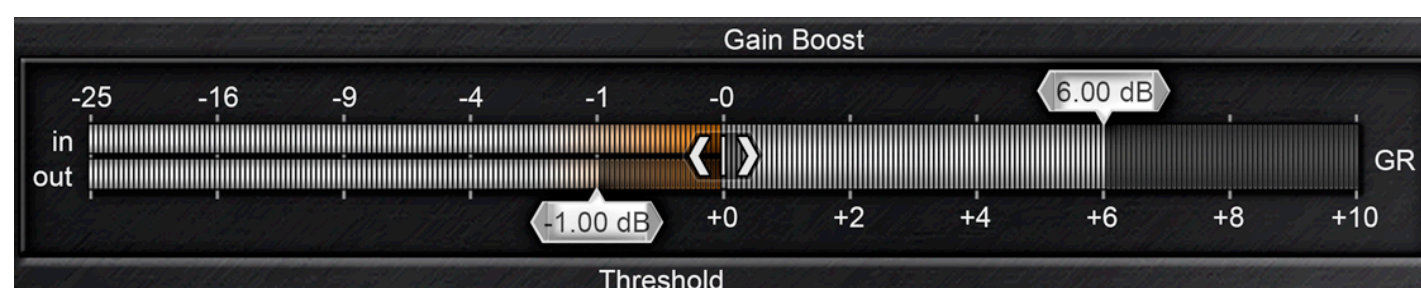 Gain Boost
-25 -16 -9 -4 -1 -0 6.00 dB
in
out
GR
-1.00 dB +0 +2 +4 +6 +8 +10
Threshold